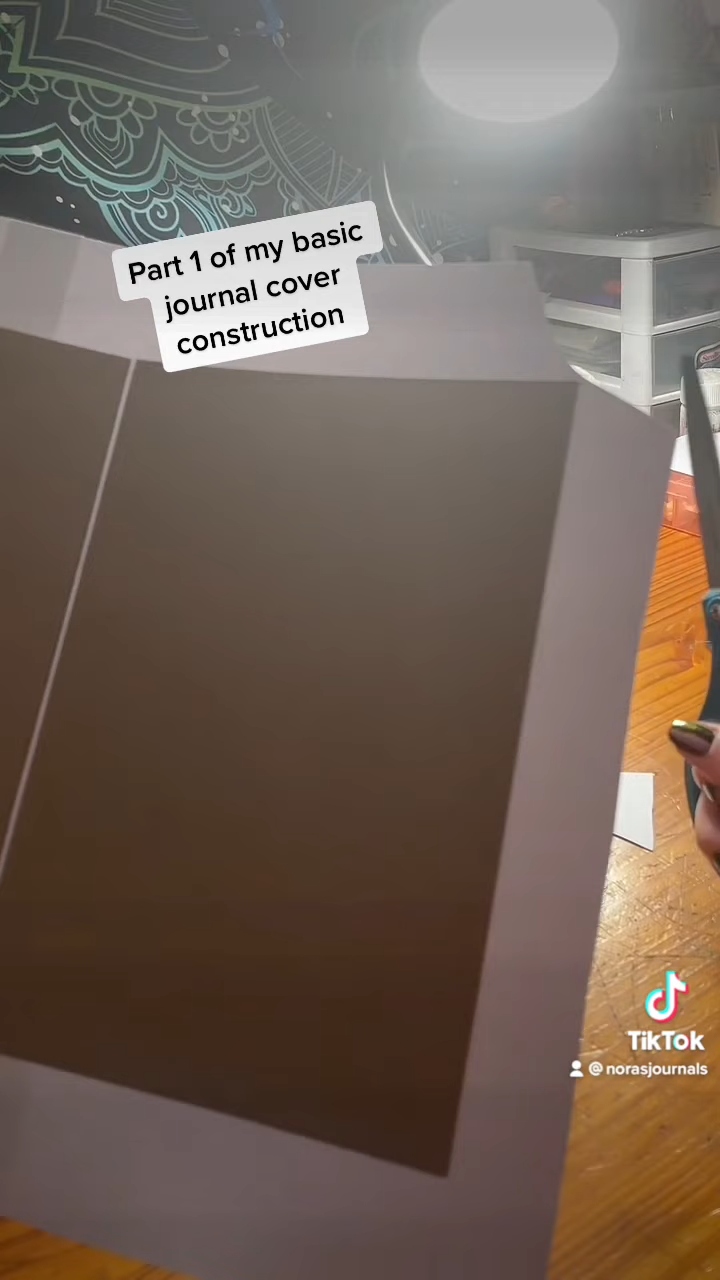 Part 1 of my basic
journal cover
construction
TikTok
@norasjournals